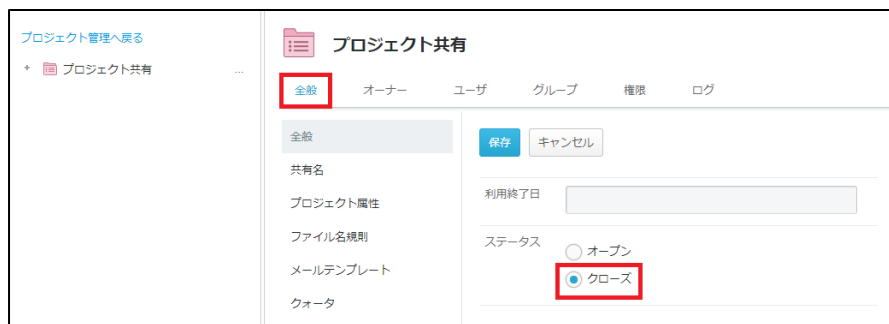 プロジェクト管理へ戻る
+ プロジェクト共有 ...
プロジェクト共有
全般 オーナー ユーザ グループ 権限 ログ
全般
共有名
プロジェクト属性
ファイル名規則
メールテンプレート
クォータ
保存 キャンセル
利用終了日
ステータス
オープン
クローズ